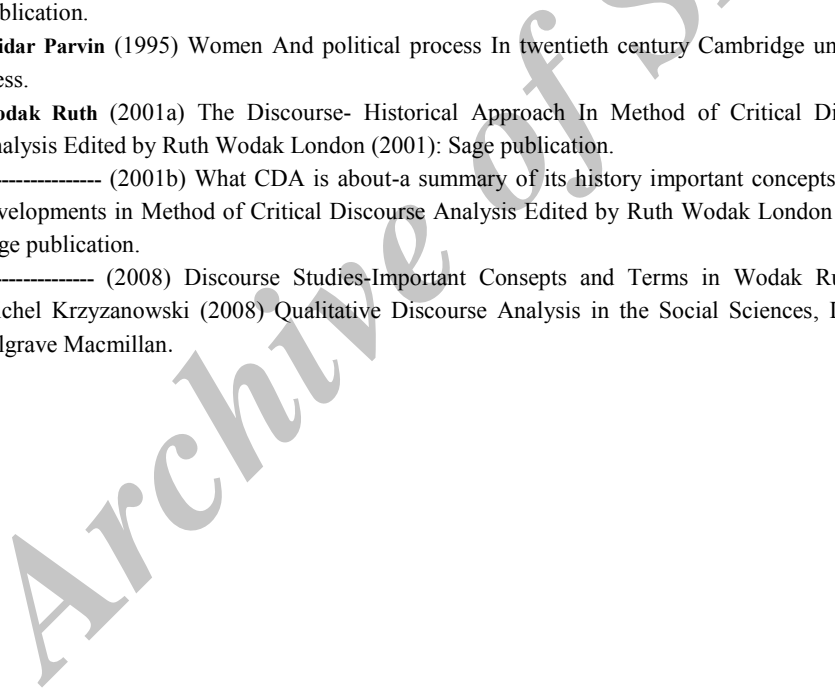 blication.
idar Parvin (1995) Women And political process In twentieth century Cambridge un
ess.
odak Ruth (2001a) The Discourse- Historical Approach In Method of Critical Di
nalysis Edited by Ruth Wodak London (2001): Sage publication.
--------------- (2001b) What CDA is about-a summary of its history important concepts
velopments in Method of Critical Discourse Analysis Edited by Ruth Wodak London
ge publication.
-------------- (2008) Discourse Studies-Important Consepts and Terms in Wodak Ru
ichel Krzyzanowski (2008) Qualitative Discourse Analysis in the Social Sciences,
lgrave Macmillan.
Archive of S